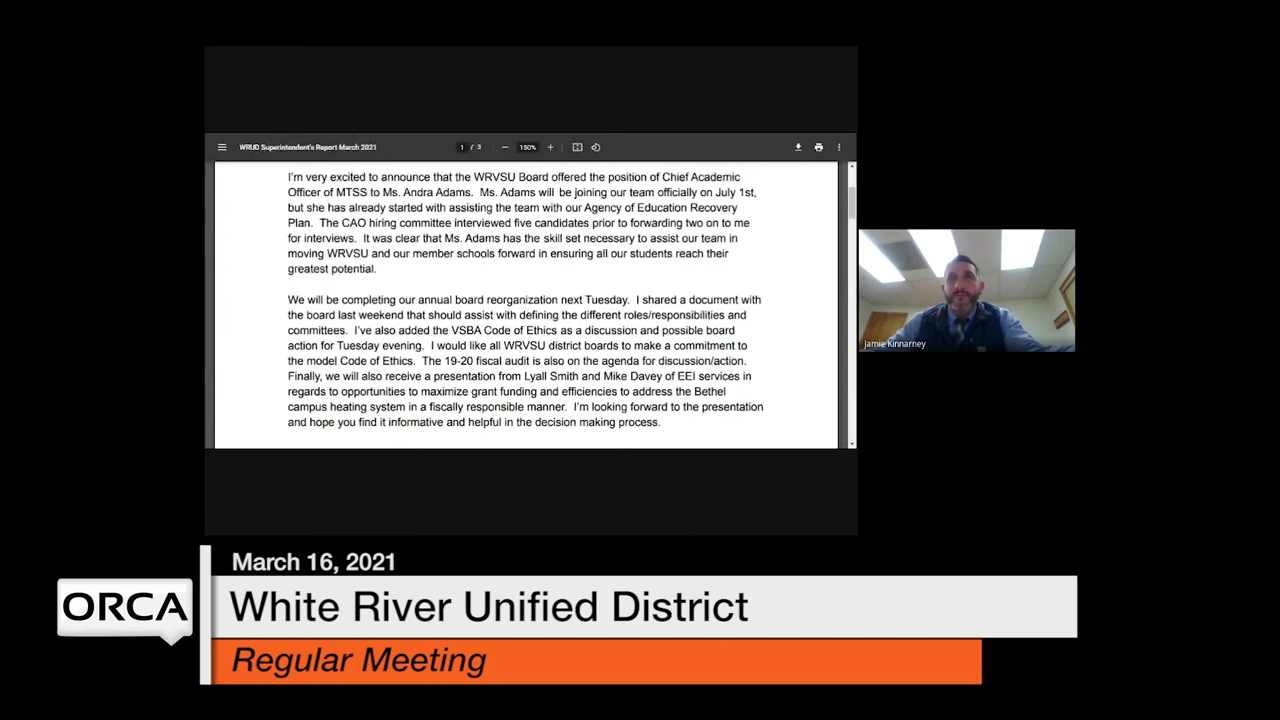 WRUD Superintendent's Report March 2021
1 / 3
150%
I'm very excited to announce that the WRVSU Board offered the position of Chief Academic
Officer of MTSS to Ms. Andra Adams. Ms. Adams will be joining our team officially on July 1st,
but she has already started with assisting the team with our Agency of Education Recovery
Plan. The CAO hiring committee interviewed five candidates prior to forwarding two on to me
for interviews. It was clear that Ms. Adams has the skill set necessary to assist our team in
moving WRVSU and our member schools forward in ensuring all our students reach their
greatest potential.
We will be completing our annual board reorganization next Tuesday. I shared a document with
the board last weekend that should assist with defining the different roles/responsibilities and
committees. I've also added the VSBA Code of Ethics as a discussion and possible board
action for Tuesday evening. I would like all WRVSU district boards to make a commitment to
the model Code of Ethics. The 19-20 fiscal audit is also on the agenda for discussion/action.
Finally, we will also receive a presentation from Lyall Smith and Mike Davey of EEI services in
regards to opportunities to maximize grant funding and efficiencies to address the Bethel
campus heating system in a fiscally responsible manner. I'm looking forward to the presentation
and hope you find it informative and helpful in the decision making process.
Jamie Kinnarney
March 16, 2021
ORCA
White River Unified District
Regular Meeting